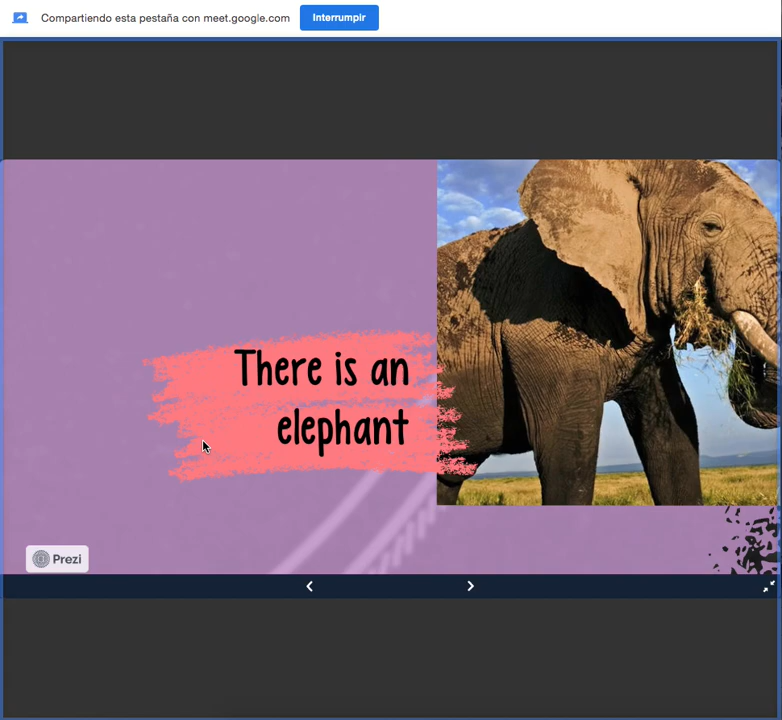 Compartiendo esta pestaña con meet.google.com
Interrumpir
There is an
elephant
Prezi